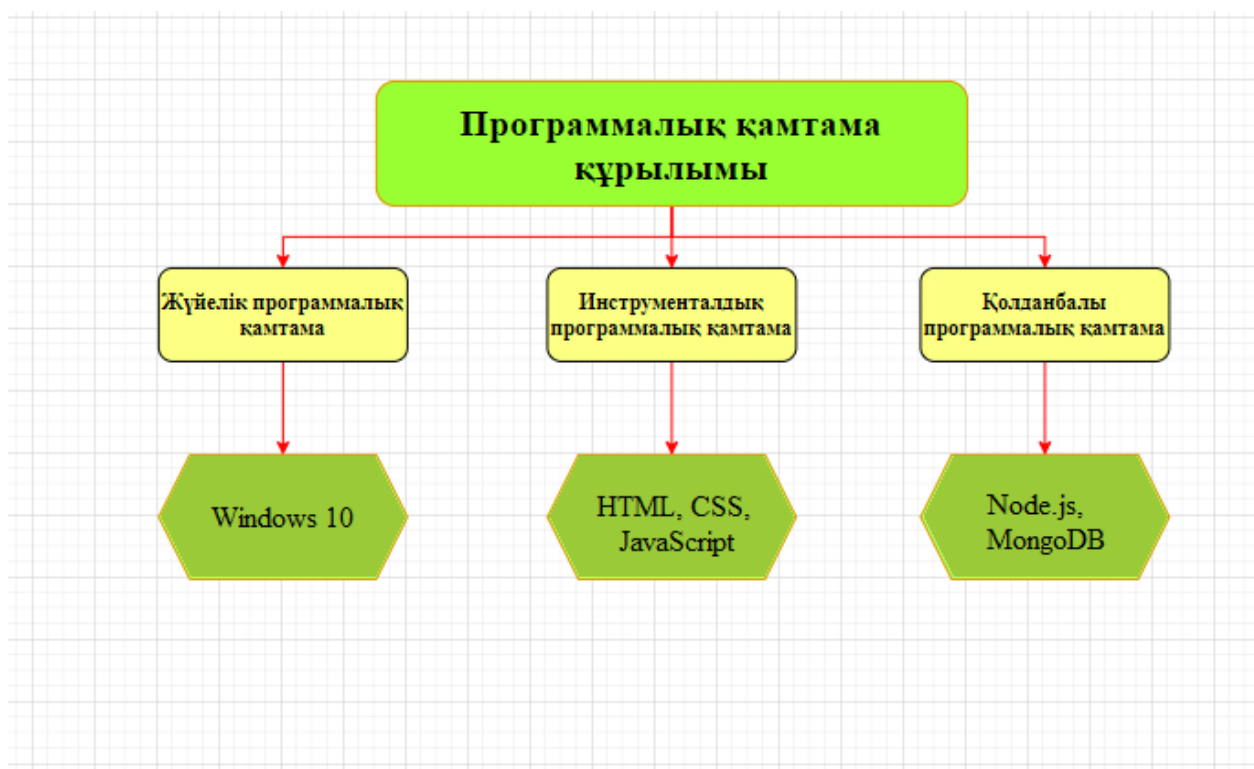 Программалық қамтама
құрылымы
Жүйелік программалық
қамтама
Инструменталдық
программалық қамтама
Қолданбалы
программалық қамтама
Windows 10
HTML, CSS,
JavaScript
Node.js,
MongoDB